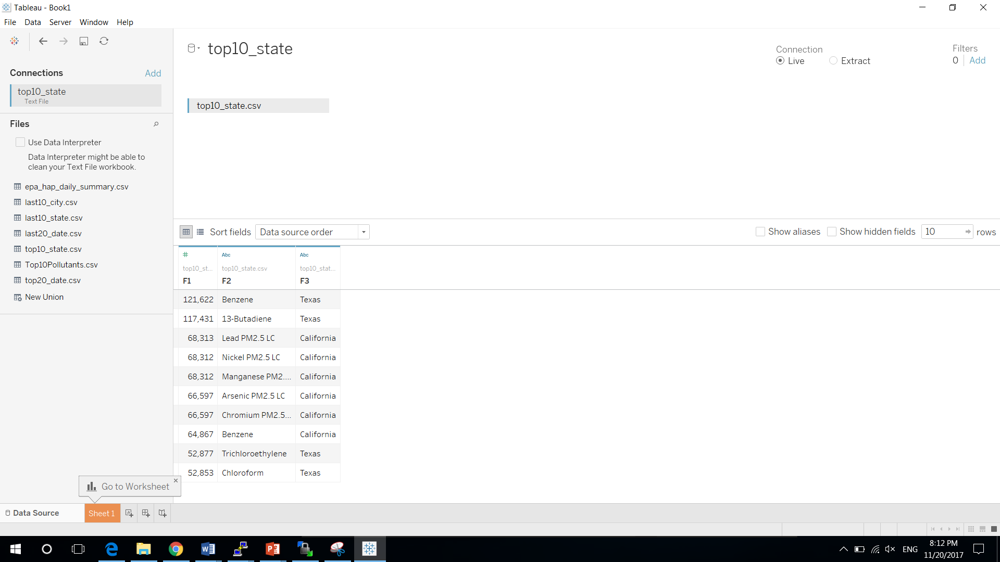 Tableau - Book1
File Data Server Window Help
top10_state
Connection
Live Extract
Filters
0 Add
Connections Add
top10_state
Text File
top10_state.csv
Files
Use Data Interpreter
Data Interpreter might be able to
clean your Text File workbook.
epa_hap_daily_summary.csv
last10_city.csv
last10_state.csv
last20_date.csv
top10_state.csv
Top10Pollutants.csv
top20_date.csv
New Union
Sort fields Data source order Show aliases Show hidden fields 10 rows
# Abc Abc
top10_st... top10_state.csv top10_stat...
F1 F2 F3
121,622 Benzene Texas
117,431 13-Butadiene Texas
68,313 Lead PM2.5 LC California
68,312 Nickel PM2.5 LC California
68,312 Manganese PM2.... California
66,597 Arsenic PM2.5 LC California
66,597 Chromium PM2.5... California
64,867 Benzene California
52,877 Trichloroethylene Texas
52,853 Chloroform Texas
Go to Worksheet
Data Source Sheet 1
ENG
8:12 PM
11/20/2017